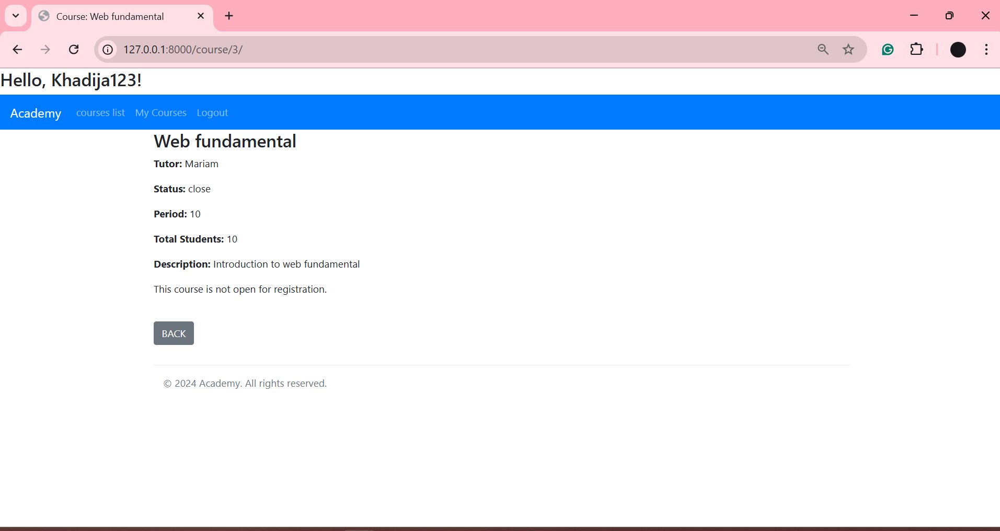 Course: Web fundamental
127.0.0.1:8000/course/3/
Hello, Khadija123!
Academy courses list My Courses Logout
Web fundamental
Tutor: Mariam
Status: close
Period: 10
Total Students: 10
Description: Introduction to web fundamental
This course is not open for registration.
BACK
© 2024 Academy. All rights reserved.